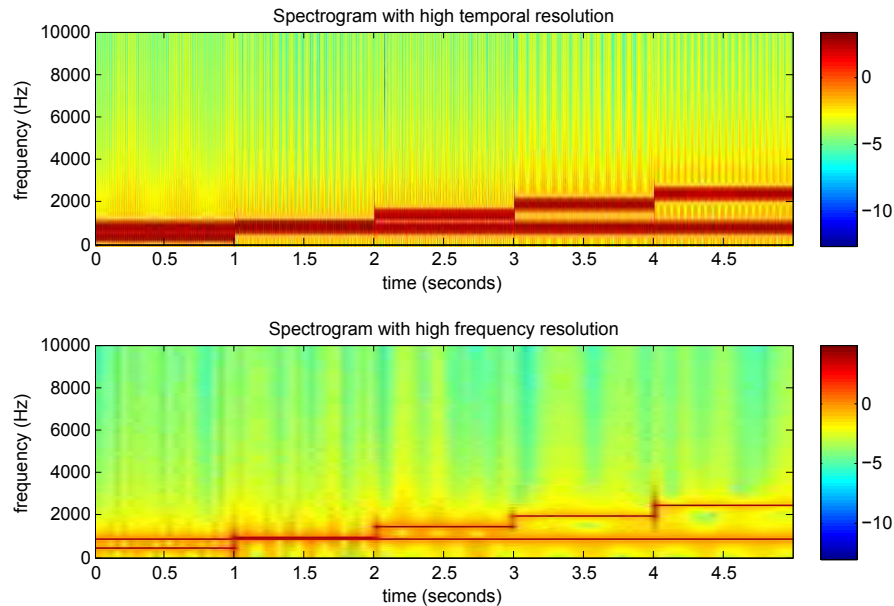 Spectrogram with high temporal resolution
10000
8000
6000
4000
2000
0
frequency (Hz)
0 0.5 1 1.5 2 2.5 3 3.5 4 4.5
time (seconds)
0
−5
−10
Spectrogram with high frequency resolution
10000
8000
6000
4000
2000
0
frequency (Hz)
0 0.5 1 1.5 2 2.5 3 3.5 4 4.5
time (seconds)
0
−5
−10